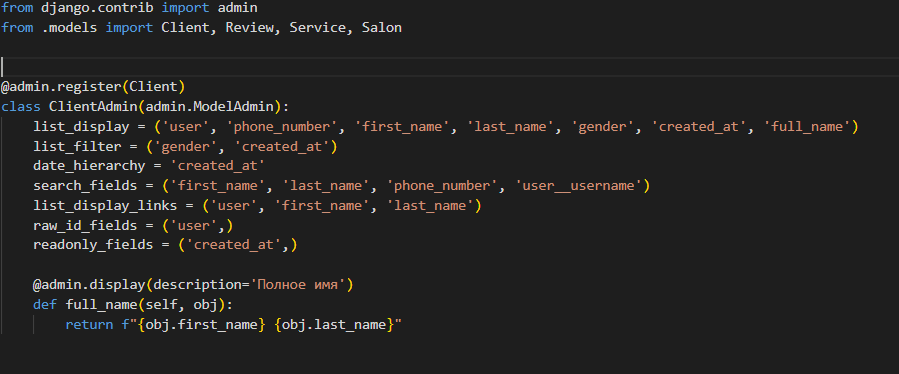 from django.contrib import admin
from .models import Client, Review, Service, Salon
@admin.register(Client)
class ClientAdmin(admin.ModelAdmin):
    list_display = ('user', 'phone_number', 'first_name', 'last_name', 'gender', 'created_at', 'full_name')
    list_filter = ('gender', 'created_at')
    date_hierarchy = 'created_at'
    search_fields = ('first_name', 'last_name', 'phone_number', 'user__username')
    list_display_links = ('user', 'first_name', 'last_name')
    raw_id_fields = ('user',)
    readonly_fields = ('created_at',)
    @admin.display(description='Полное имя')
    def full_name(self, obj):
        return f"{obj.first_name} {obj.last_name}"